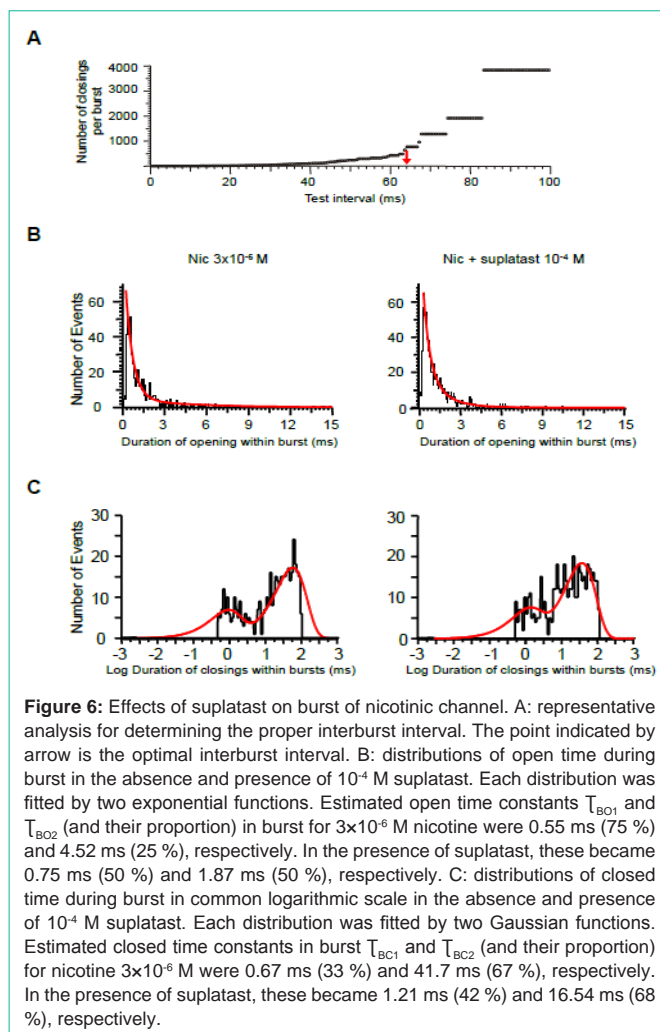 A
Number of closings
per burst
4000
3000
2000
1000
0 20 40 60 80 100
Test interval (ms)
B
Nic 3x10⁻⁶ M
Nic + suplatast 10⁻⁴ M
Number of Events
60
40
20
0
0 3 6 9 12 15
Duration of opening within burst (ms)
60
40
20
0
0 3 6 9 12 15
Duration of opening within burst (ms)
C
Number of Events
30
20
10
0
-3 -2 -1 0 1 2 3
Log Duration of closings within bursts (ms)
30
20
10
0
-3 -2 -1 0 1 2 3
Log Duration of closings within bursts (ms)
Figure 6: Effects of suplatast on burst of nicotinic channel. A: representative
analysis for determining the proper interburst interval. The point indicated by
arrow is the optimal interburst interval. B: distributions of open time during
burst in the absence and presence of 10⁻⁴ M suplatast. Each distribution was
fitted by two exponential functions. Estimated open time constants Ʈ_BO1 and
Ʈ_BO2 (and their proportion) in burst for 3×10⁻⁶ M nicotine were 0.55 ms (75 %)
and 4.52 ms (25 %), respectively. In the presence of suplatast, these became
0.75 ms (50 %) and 1.87 ms (50 %), respectively. C: distributions of closed
time during burst in common logarithmic scale in the absence and presence
of 10⁻⁴ M suplatast. Each distribution was fitted by two Gaussian functions.
Estimated closed time constants in burst Ʈ_BC1 and Ʈ_BC2 (and their proportion)
for nicotine 3×10⁻⁶ M were 0.67 ms (33 %) and 41.7 ms (67 %), respectively.
In the presence of suplatast, these became 1.21 ms (42 %) and 16.54 ms (68
%), respectively.